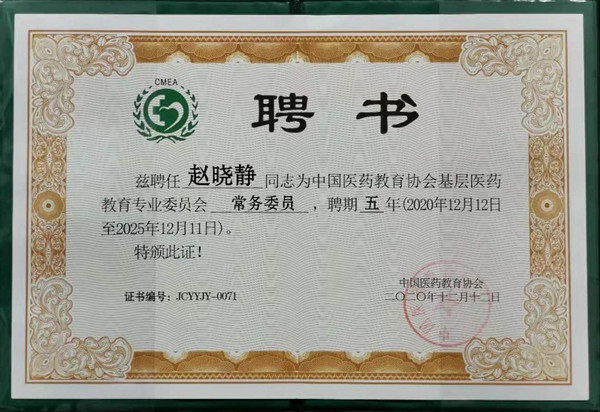 CMEA
聘书
兹聘任 赵晓静 同志为中国医药教育协会基层医药
教育专业委员会 常务委员 ，聘期 五 年(2020年12月12日
至2025年12月11日)。
特颁此证！
中国医药教育协会
证书编号：JCYYJY-0071
二〇二〇年十二月十二日